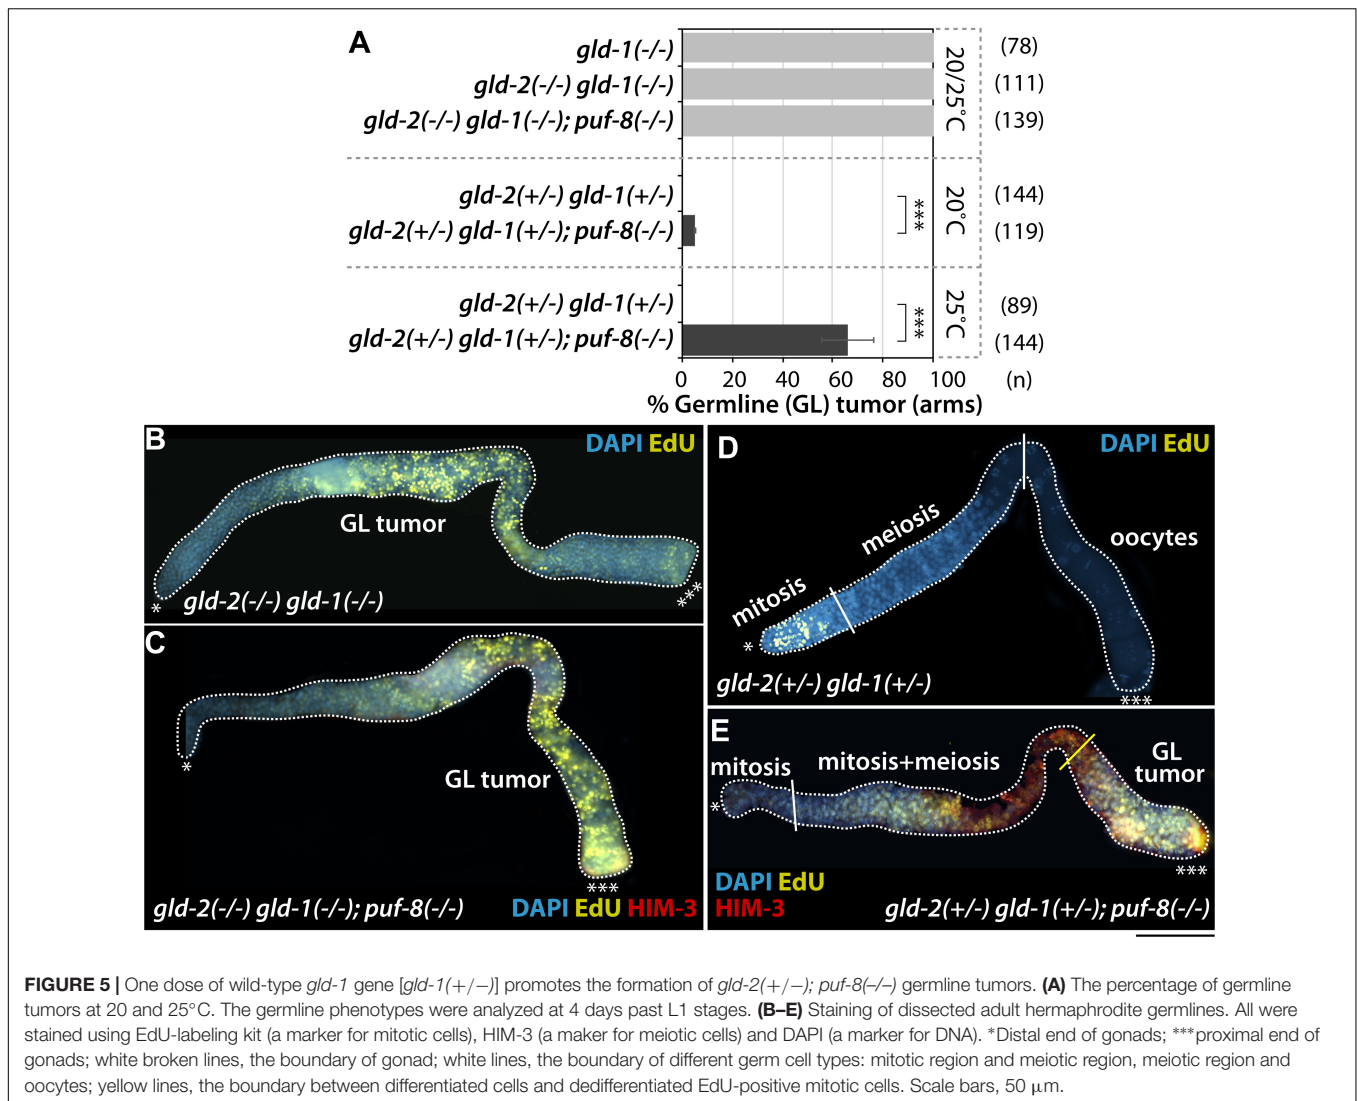 A
gld-1(-/-)
(78)
gld-2(-/-) gld-1(-/-)
(111)
gld-2(-/-) gld-1(-/-); puf-8(-/-)
(139)
20/25°C
gld-2(+/-) gld-1(+/-)
(144)
gld-2(+/-) gld-1(+/-); puf-8(-/-)
(119)
***
20°C
gld-2(+/-) gld-1(+/-)
(89)
gld-2(+/-) gld-1(+/-); puf-8(-/-)
(144)
***
25°C
0 20 40 60 80 100 (n)
% Germline (GL) tumor (arms)
B
DAPI EdU
GL tumor
*
***
gld-2(-/-) gld-1(-/-)
C
GL tumor
*
***
gld-2(-/-) gld-1(-/-); puf-8(-/-)
DAPI EdU HIM-3
D
DAPI EdU
meiosis
oocytes
mitosis
*
gld-2(+/-) gld-1(+/-)
***
E
mitosis
mitosis+meiosis
GL
tumor
*
***
DAPI EdU
HIM-3
gld-2(+/-) gld-1(+/-); puf-8(-/-)
FIGURE 5 | One dose of wild-type gld-1 gene [gld-1(+/−)] promotes the formation of gld-2(+/−); puf-8(−/−) germline tumors. (A) The percentage of germline
tumors at 20 and 25°C. The germline phenotypes were analyzed at 4 days past L1 stages. (B–E) Staining of dissected adult hermaphrodite germlines. All were
stained using EdU-labeling kit (a marker for mitotic cells), HIM-3 (a maker for meiotic cells) and DAPI (a marker for DNA). *Distal end of gonads; ***proximal end of
gonads; white broken lines, the boundary of gonad; white lines, the boundary of different germ cell types: mitotic region and meiotic region, meiotic region and
oocytes; yellow lines, the boundary between differentiated cells and dedifferentiated EdU-positive mitotic cells. Scale bars, 50 μm.